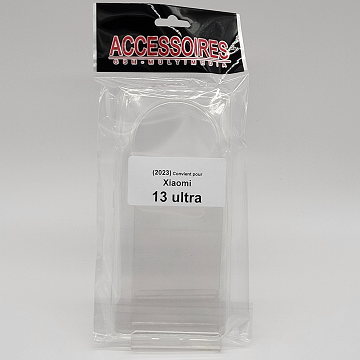 ACCESSOIRES
GSM-MULTIMEDIA
(2023) Convient pour
Xiaomi
13 ultra